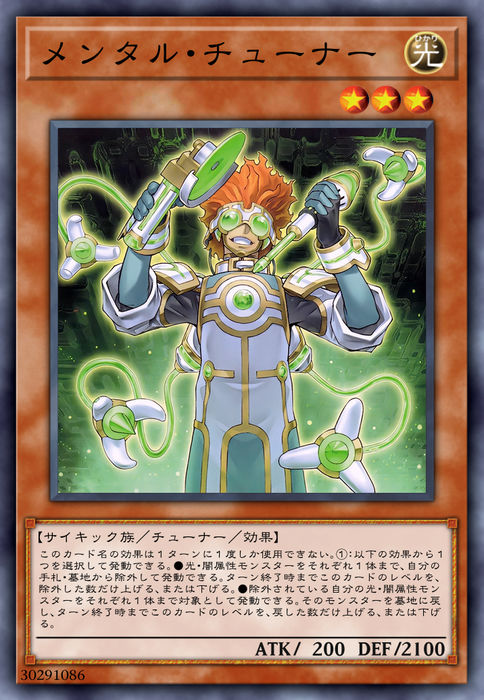 メンタル・チューナー
ひかり
光
【サイキック族／チューナー／効果】
このカード名の効果は１ターンに１度しか使用できない。①：以下の効果から１
つを選択して発動できる。●光・闇属性モンスターをそれぞれ１体まで、自分の
手札・墓地から除外して発動できる。ターン終了時までこのカードのレベルを、
除外した数だけ上げる、または下げる。●除外されている自分の光・闇属性モン
スターをそれぞれ１体まで対象として発動できる。そのモンスターを墓地に戻
し、ターン終了時までこのカードのレベルを、戻した数だけ上げる、または下げ
る。
ATK/ 200 DEF/2100
30291086